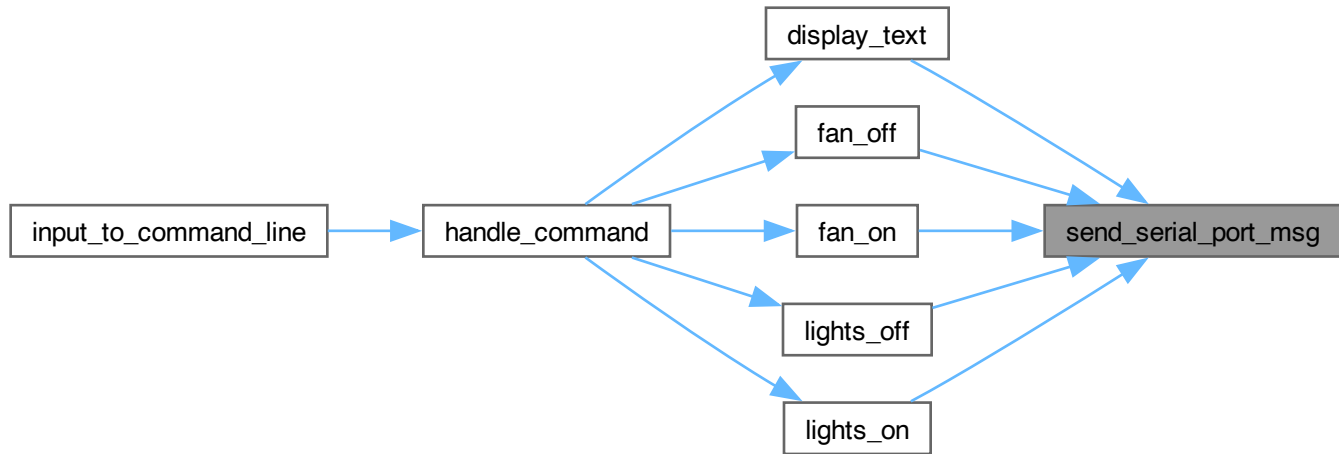 display_text
fan_off
input_to_command_line
handle_command
fan_on
send_serial_port_msg
lights_off
lights_on